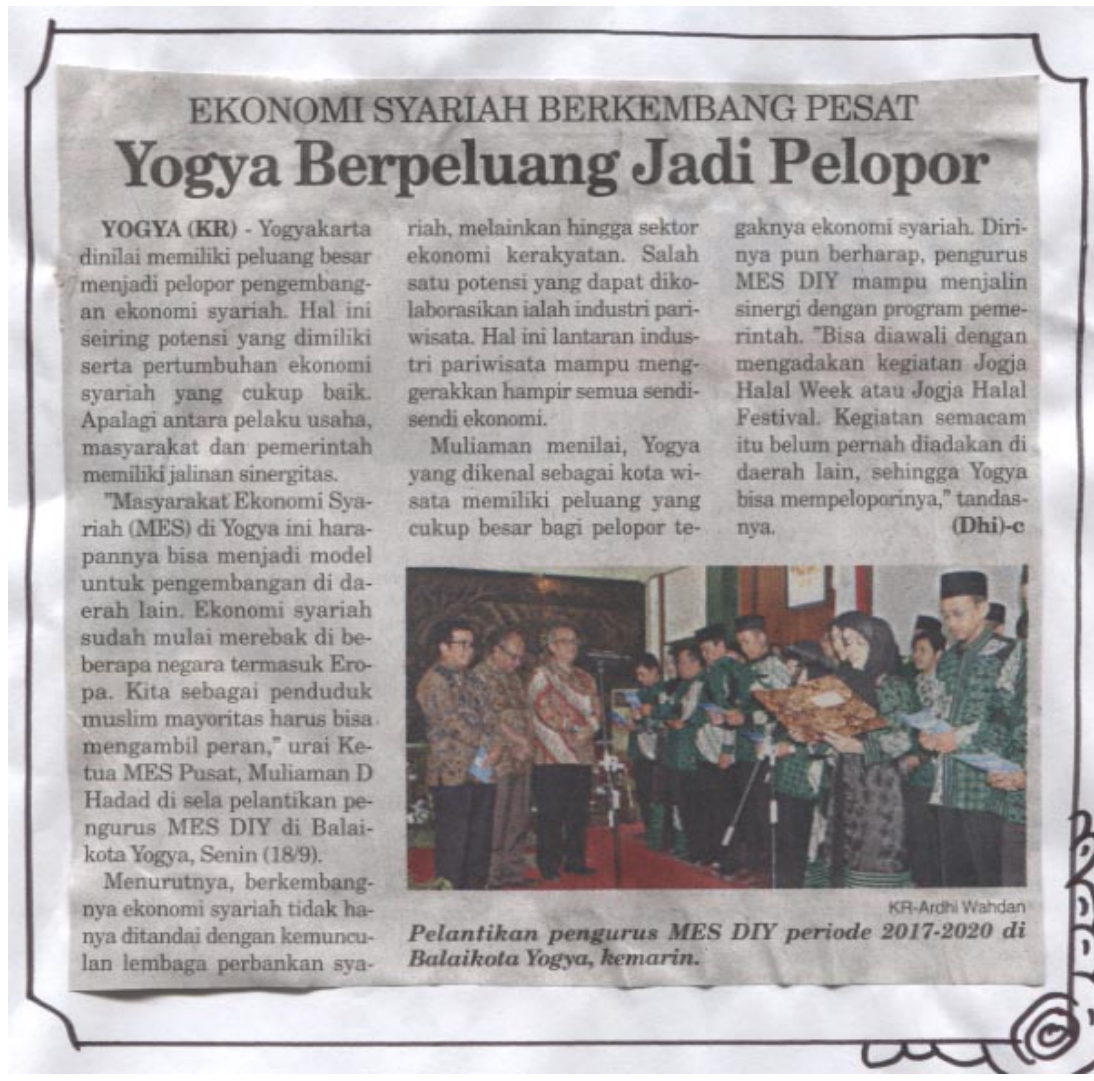 EKONOMI SYARIAH BERKEMBANG PESAT
Yogya Berpeluang Jadi Pelopor
YOGYA (KR) - Yogyakarta
dinilai memiliki peluang besar
menjadi pelopor pengembang-
an ekonomi syariah. Hal ini
seiring potensi yang dimiliki
serta pertumbuhan ekonomi
syariah yang cukup baik.
Apalagi antara pelaku usaha,
masyarakat dan pemerintah
memiliki jalinan sinergitas.
"Masyarakat Ekonomi Sya-
riah (MES) di Yogya ini hara-
pannya bisa menjadi model
untuk pengembangan di da-
erah lain. Ekonomi syariah
sudah mulai merebak di be-
berapa negara termasuk Ero-
pa. Kita sebagai penduduk
muslim mayoritas harus bisa
mengambil peran," urai Ke-
tua MES Pusat, Muliaman D
Hadad di sela pelantikan pe-
ngurus MES DIY di Balai-
kota Yogya, Senin (18/9).
Menurutnya, berkembang-
nya ekonomi syariah tidak ha-
nya ditandai dengan kemuncu-
lan lembaga perbankan sya-
riah, melainkan hingga sektor
ekonomi kerakyatan. Salah
satu potensi yang dapat diko-
laborasikan ialah industri pari-
wisata. Hal ini lantaran indus-
tri pariwisata mampu meng-
gerakkan hampir semua sendi-
sendi ekonomi.
Muliaman menilai, Yogya
yang dikenal sebagai kota wi-
sata memiliki peluang yang
cukup besar bagi pelopor te-
gaknya ekonomi syariah. Diri-
nya pun berharap, pengurus
MES DIY mampu menjalin
sinergi dengan program peme-
rintah. "Bisa diawali dengan
mengadakan kegiatan Jogja
Halal Week atau Jogja Halal
Festival. Kegiatan semacam
itu belum pernah diadakan di
daerah lain, sehingga Yogya
bisa mempeloporinya," tandas-
nya. (Dhi)-c
KR-Ardhi Wahdan
Pelantikan pengurus MES DIY periode 2017-2020 di
Balaikota Yogya, kemarin.